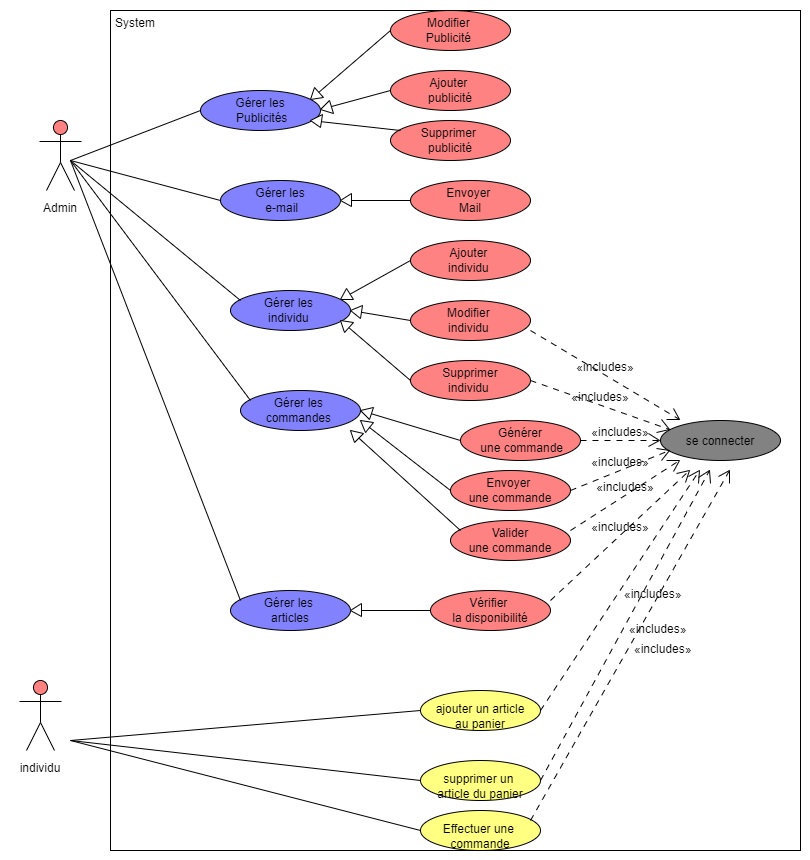 System
Modifier
Publicité
Ajouter
publicité
Gérer les
Publicités
Supprimer
publicité
Admin
Gérer les
e-mail
Envoyer
Mail
Ajouter
individu
Gérer les
individu
Modifier
individu
«includes»
Supprimer
individu
«includes»
Gérer les
commandes
Générer
une commande
«includes»
se connecter
Envoyer
une commande
«includes»
«includes»
Valider
une commande
«includes»
Gérer les
articles
Vérifier
la disponibilité
«includes»
«includes»
«includes»
ajouter un article
au panier
individu
supprimer un
article du panier
Effectuer une
commande